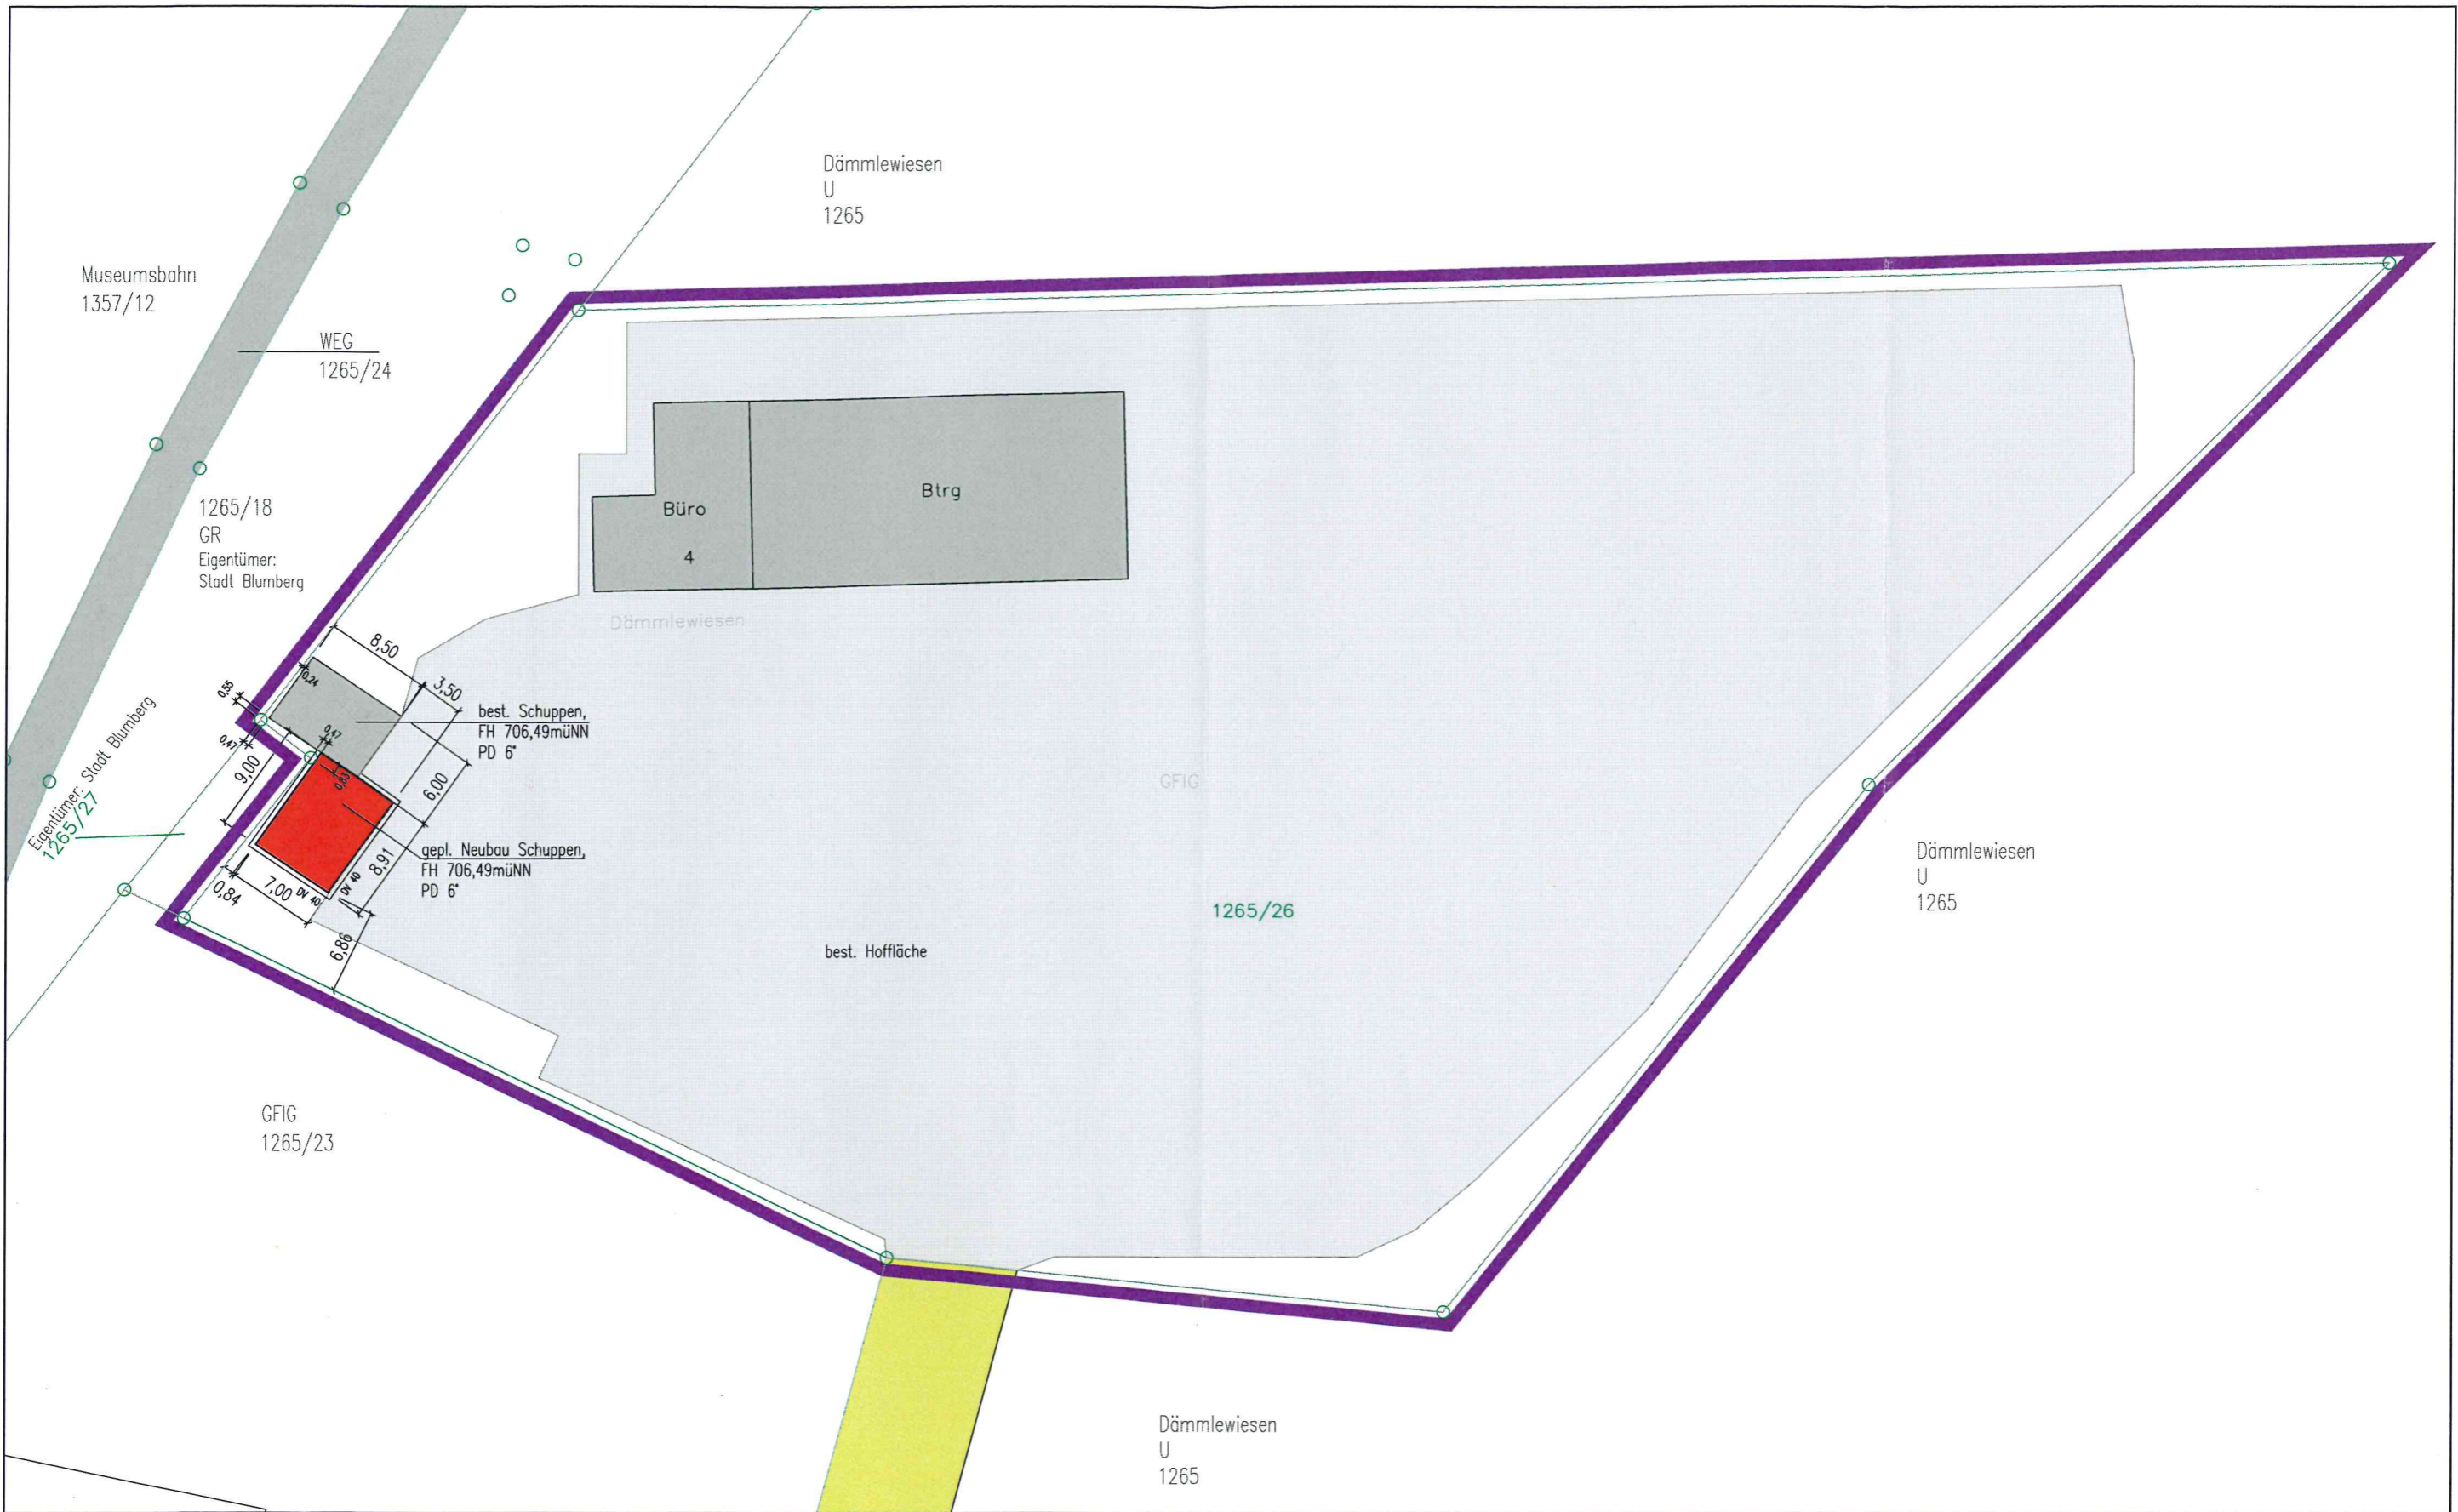 Dämmlewiesen
U
1265
Museumsbahn
1357/12
WEG
1265/24
1265/18
GR
Eigentümer:
Stadt Blumberg
Büro
4
Btrg
Dämmlewiesen
8,50
3,50
0,24
0,55
0,47
0,47
0,83
9,00
6,00
best. Schuppen,
FH 706,49müNN
PD 6°
Eigentümer: Stadt Blumberg
1265/27
gepl. Neubau Schuppen,
FH 706,49müNN
PD 6°
8,91
DV 40
DV 40
7,00
0,84
6,86
GFIG
1265/26
best. Hoffläche
Dämmlewiesen
U
1265
GFIG
1265/23
Dämmlewiesen
U
1265